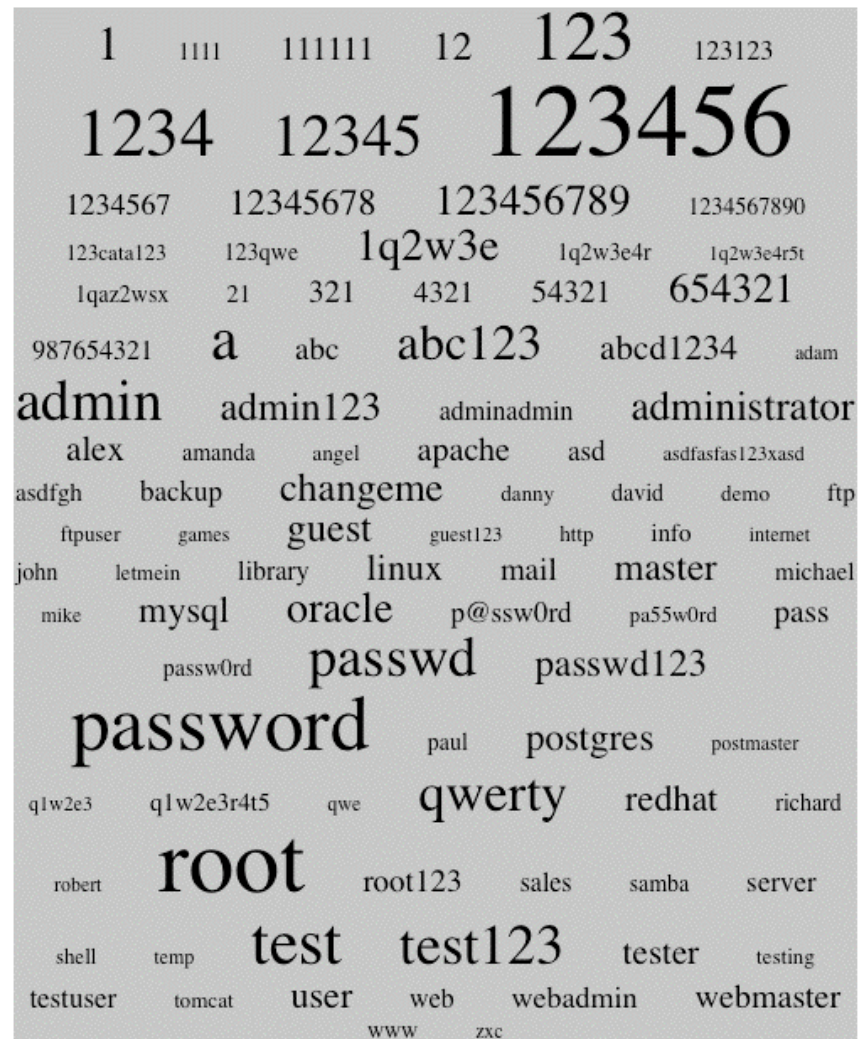 1 1111 111111 12 123 123123
1234 12345 123456
1234567 12345678 123456789 1234567890
123cata123 123qwe 1q2w3e 1q2w3e4r 1q2w3e4r5t
1qaz2wsx 21 321 4321 54321 654321
987654321 a abc abc123 abcd1234 adam
admin admin123 adminadmin administrator
alex amanda angel apache asd asdfasfas123xasd
asdfgh backup changeme danny david demo ftp
ftpuser games guest guest123 http info internet
john letmein library linux mail master michael
mike mysql oracle p@ssw0rd pa55w0rd pass
passw0rd passwd passwd123
password paul postgres postmaster
q1w2e3 q1w2e3r4t5 qwe qwerty redhat richard
robert root root123 sales samba server
shell temp test test123 tester testing
testuser tomcat user web webadmin webmaster
www zxc